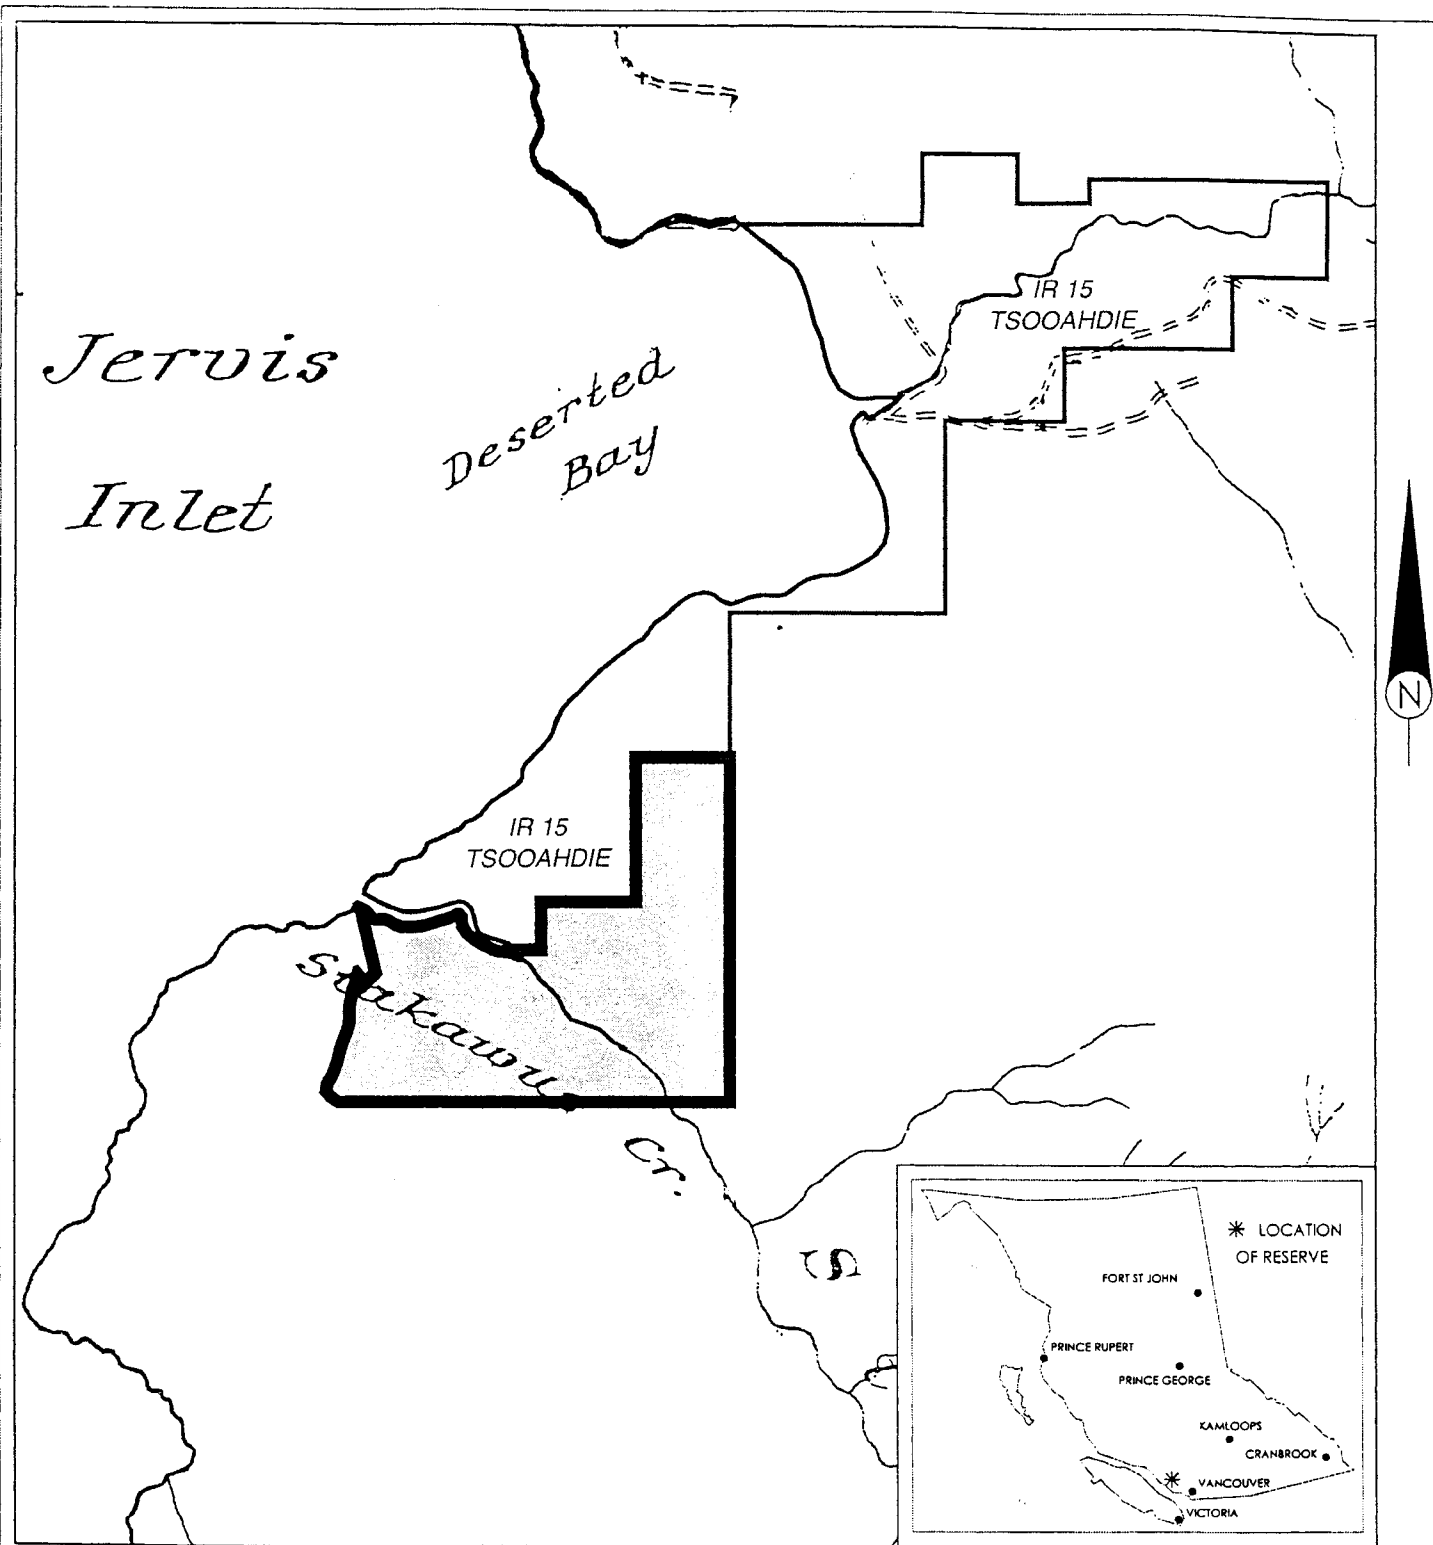 IR 15
TSOOAHDIE
Jervis
Inlet
Deserted
Bay
N
IR 15
TSOOAHDIE
Stakawu
Cr.
S
LOCATION
OF RESERVE
FORT ST JOHN
PRINCE RUPERT
PRINCE GEORGE
KAMLOOPS
CRANBROOK
VANCOUVER
VICTORIA